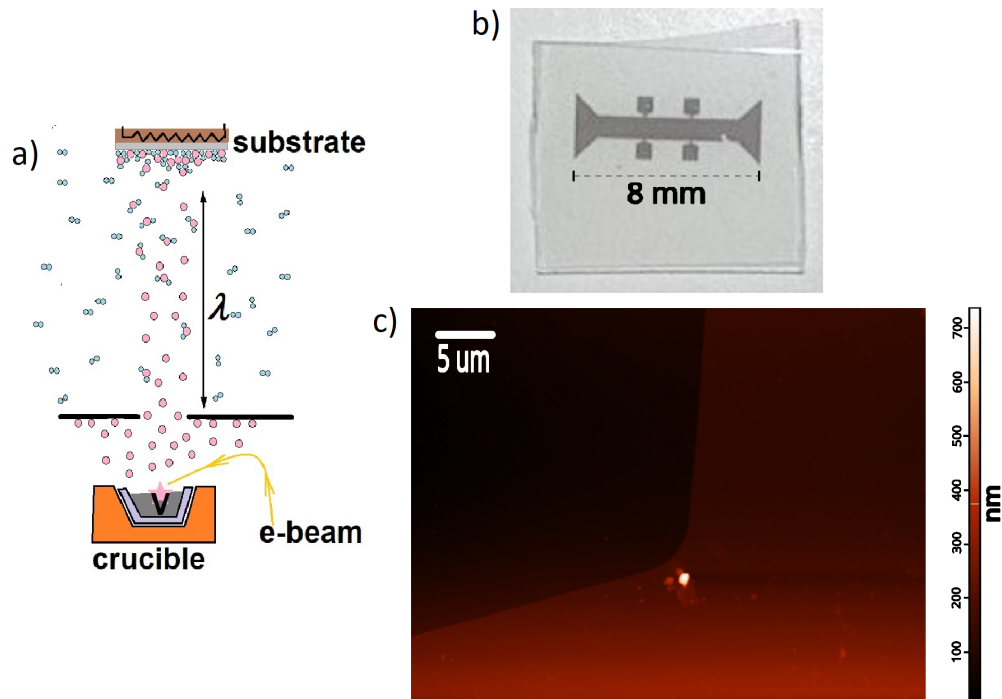 a)
substrate
λ
V
e-beam
crucible
b)
8 mm
c)
5 um
700
600
500
400
300
200
100
nm